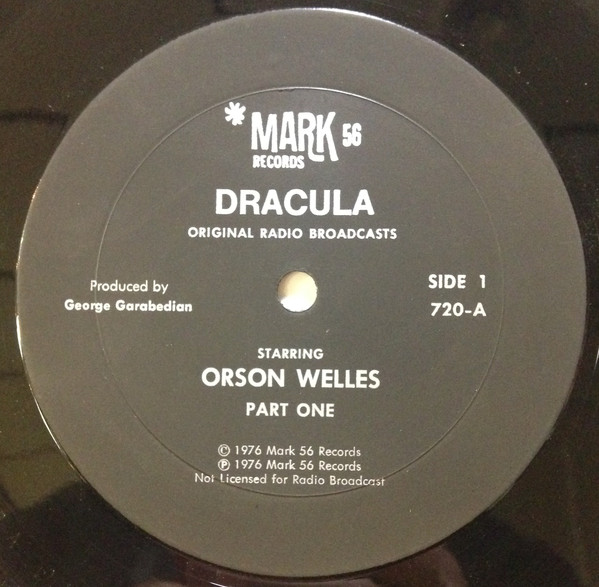 * MARK 56
RECORDS
DRACULA
ORIGINAL RADIO BROADCASTS
Produced by
George Garabedian
SIDE 1
720-A
STARRING
ORSON WELLES
PART ONE
© 1976 Mark 56 Records
℗ 1976 Mark 56 Records
Not Licensed for Radio Broadcast